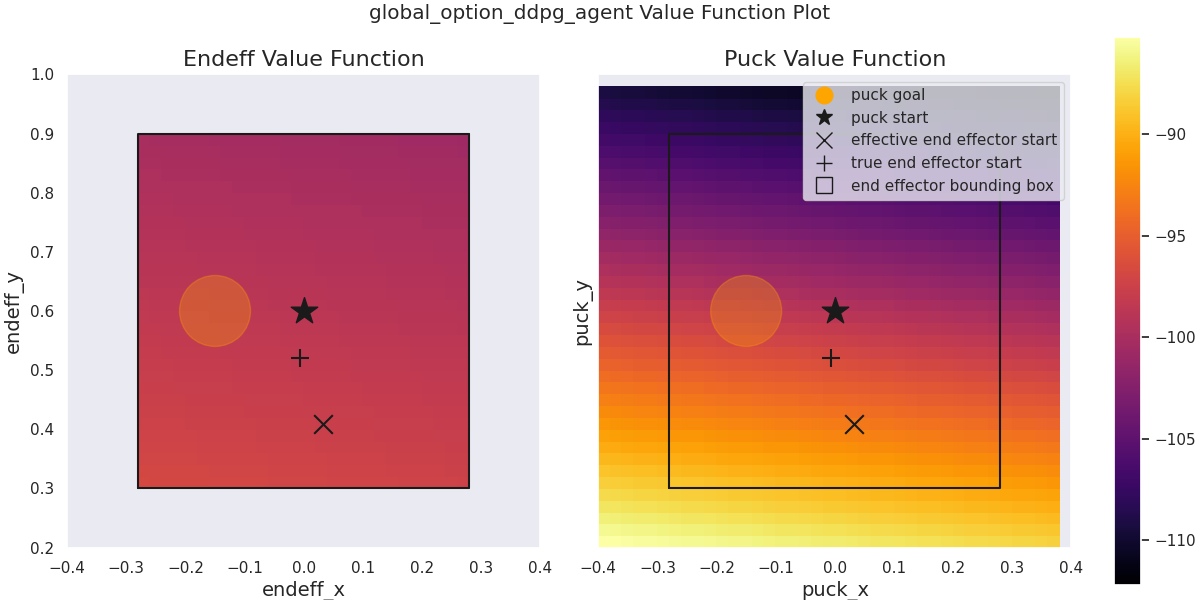 global_option_ddpg_agent Value Function Plot
Endeff Value Function
1.0
0.9
0.8
0.7
0.6
0.5
0.4
0.3
0.2
endeff_y
−0.4 −0.3 −0.2 −0.1 0.0 0.1 0.2 0.3 0.4
endeff_x
Puck Value Function
puck goal
puck start
effective end effector start
true end effector start
end effector bounding box
puck_y
−0.4 −0.3 −0.2 −0.1 0.0 0.1 0.2 0.3 0.4
puck_x
−90
−95
−100
−105
−110